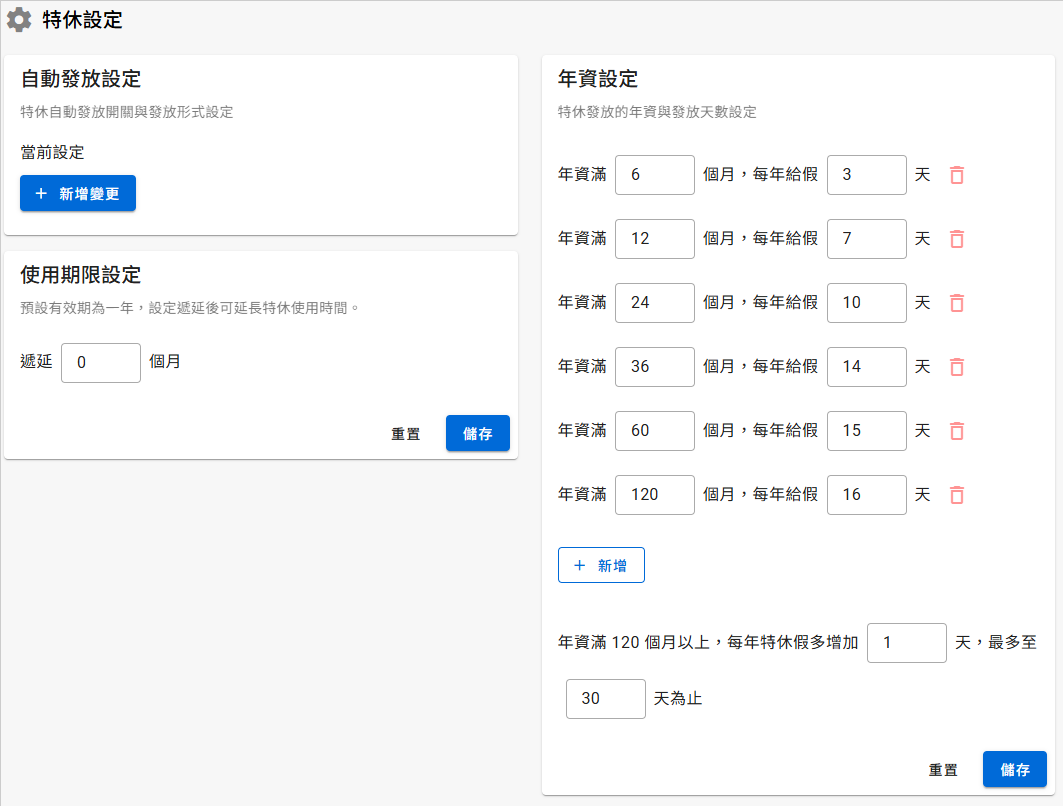 特休設定
自動發放設定
特休自動發放開關與發放形式設定
當前設定
+ 新增變更
使用期限設定
預設有效期為一年，設定遞延後可延長特休使用時間。
遞延 0 個月
重置 儲存
年資設定
特休發放的年資與發放天數設定
年資滿 6 個月，每年給假 3 天
年資滿 12 個月，每年給假 7 天
年資滿 24 個月，每年給假 10 天
年資滿 36 個月，每年給假 14 天
年資滿 60 個月，每年給假 15 天
年資滿 120 個月，每年給假 16 天
+ 新增
年資滿 120 個月以上，每年特休假多增加 1 天，最多至
30 天為止
重置 儲存